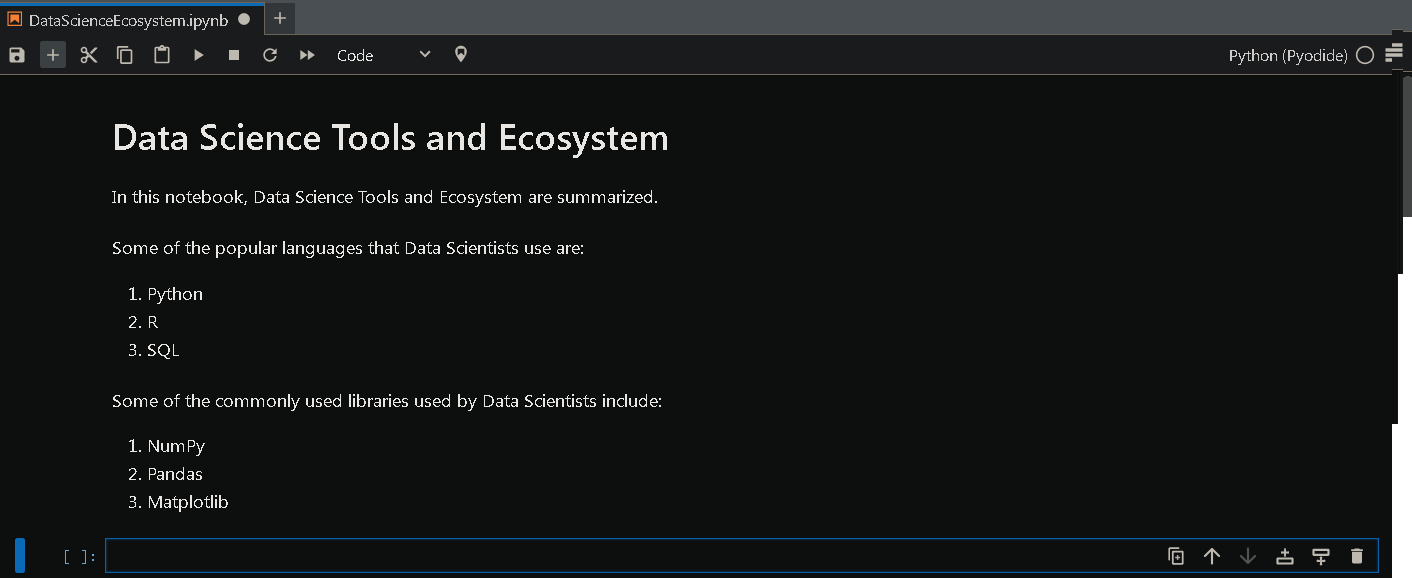 DataScienceEcosystem.ipynb
Code
Python (Pyodide)
Data Science Tools and Ecosystem
In this notebook, Data Science Tools and Ecosystem are summarized.
Some of the popular languages that Data Scientists use are:
1. Python
2. R
3. SQL
Some of the commonly used libraries used by Data Scientists include:
1. NumPy
2. Pandas
3. Matplotlib
[ ]: